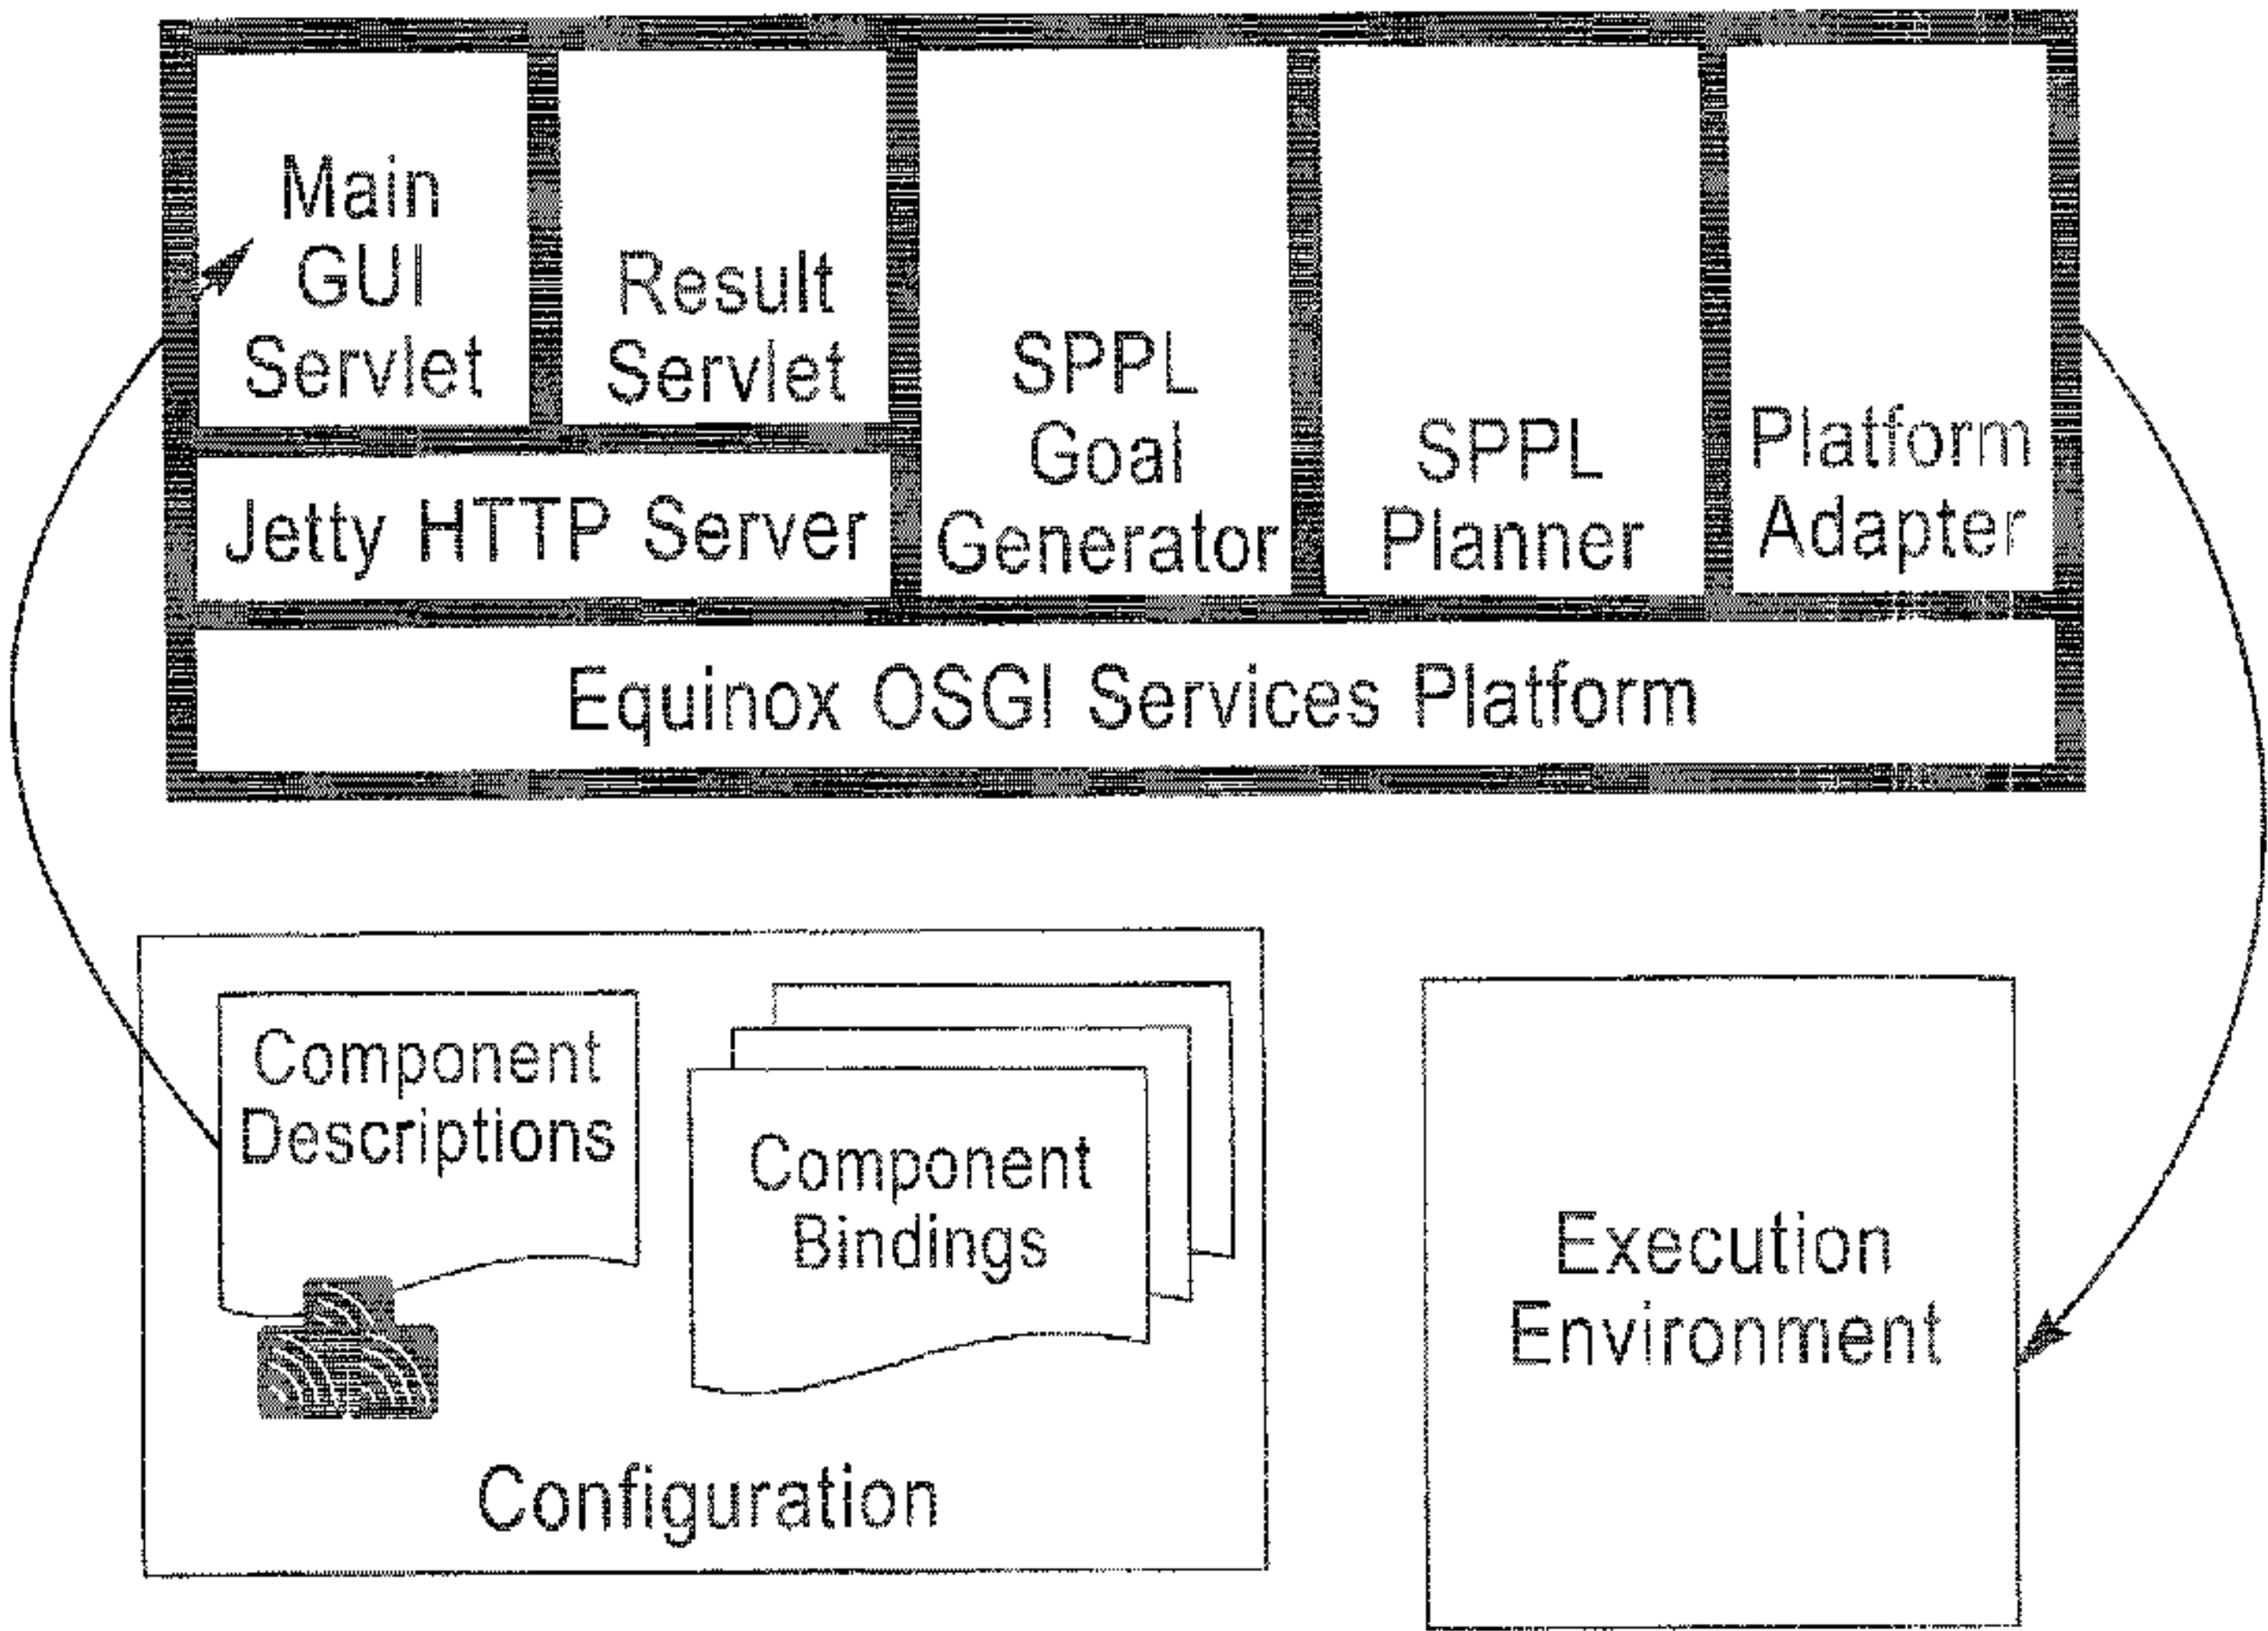 Main
GUI
Servlet
Result
Servlet
SPPL
Goal
Generator
SPPL
Planner
Platform
Adapter
Jetty HTTP Server
Equinox OSGI Services Platform
Component
Descriptions
Component
Bindings
Configuration
Execution
Environment